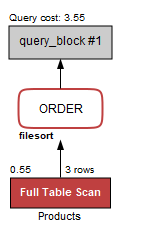 Query cost: 3.55
query_block #1
ORDER
filesort
0.55 3 rows
Full Table Scan
Products